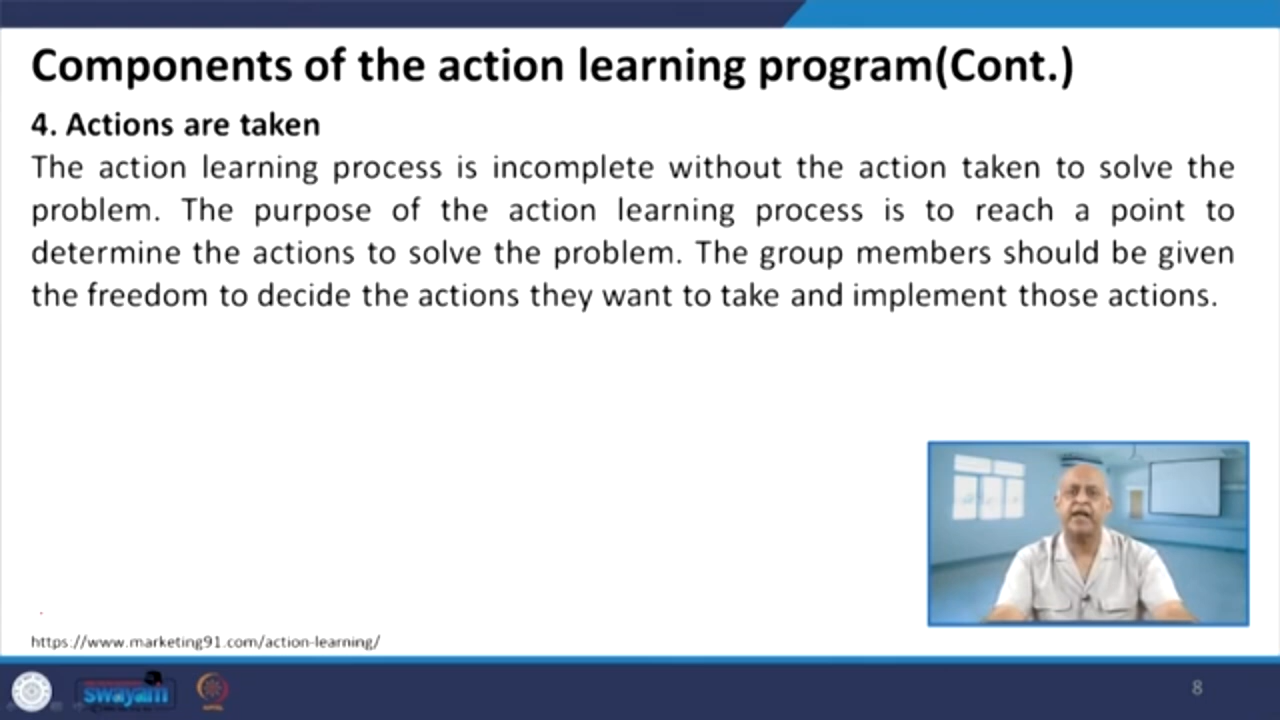 Components of the action learning program(Cont.)
4. Actions are taken
The action learning process is incomplete without the action taken to solve the
problem. The purpose of the action learning process is to reach a point to
determine the actions to solve the problem. The group members should be given
the freedom to decide the actions they want to take and implement those actions.
https://www.marketing91.com/action-learning/
swayam
8